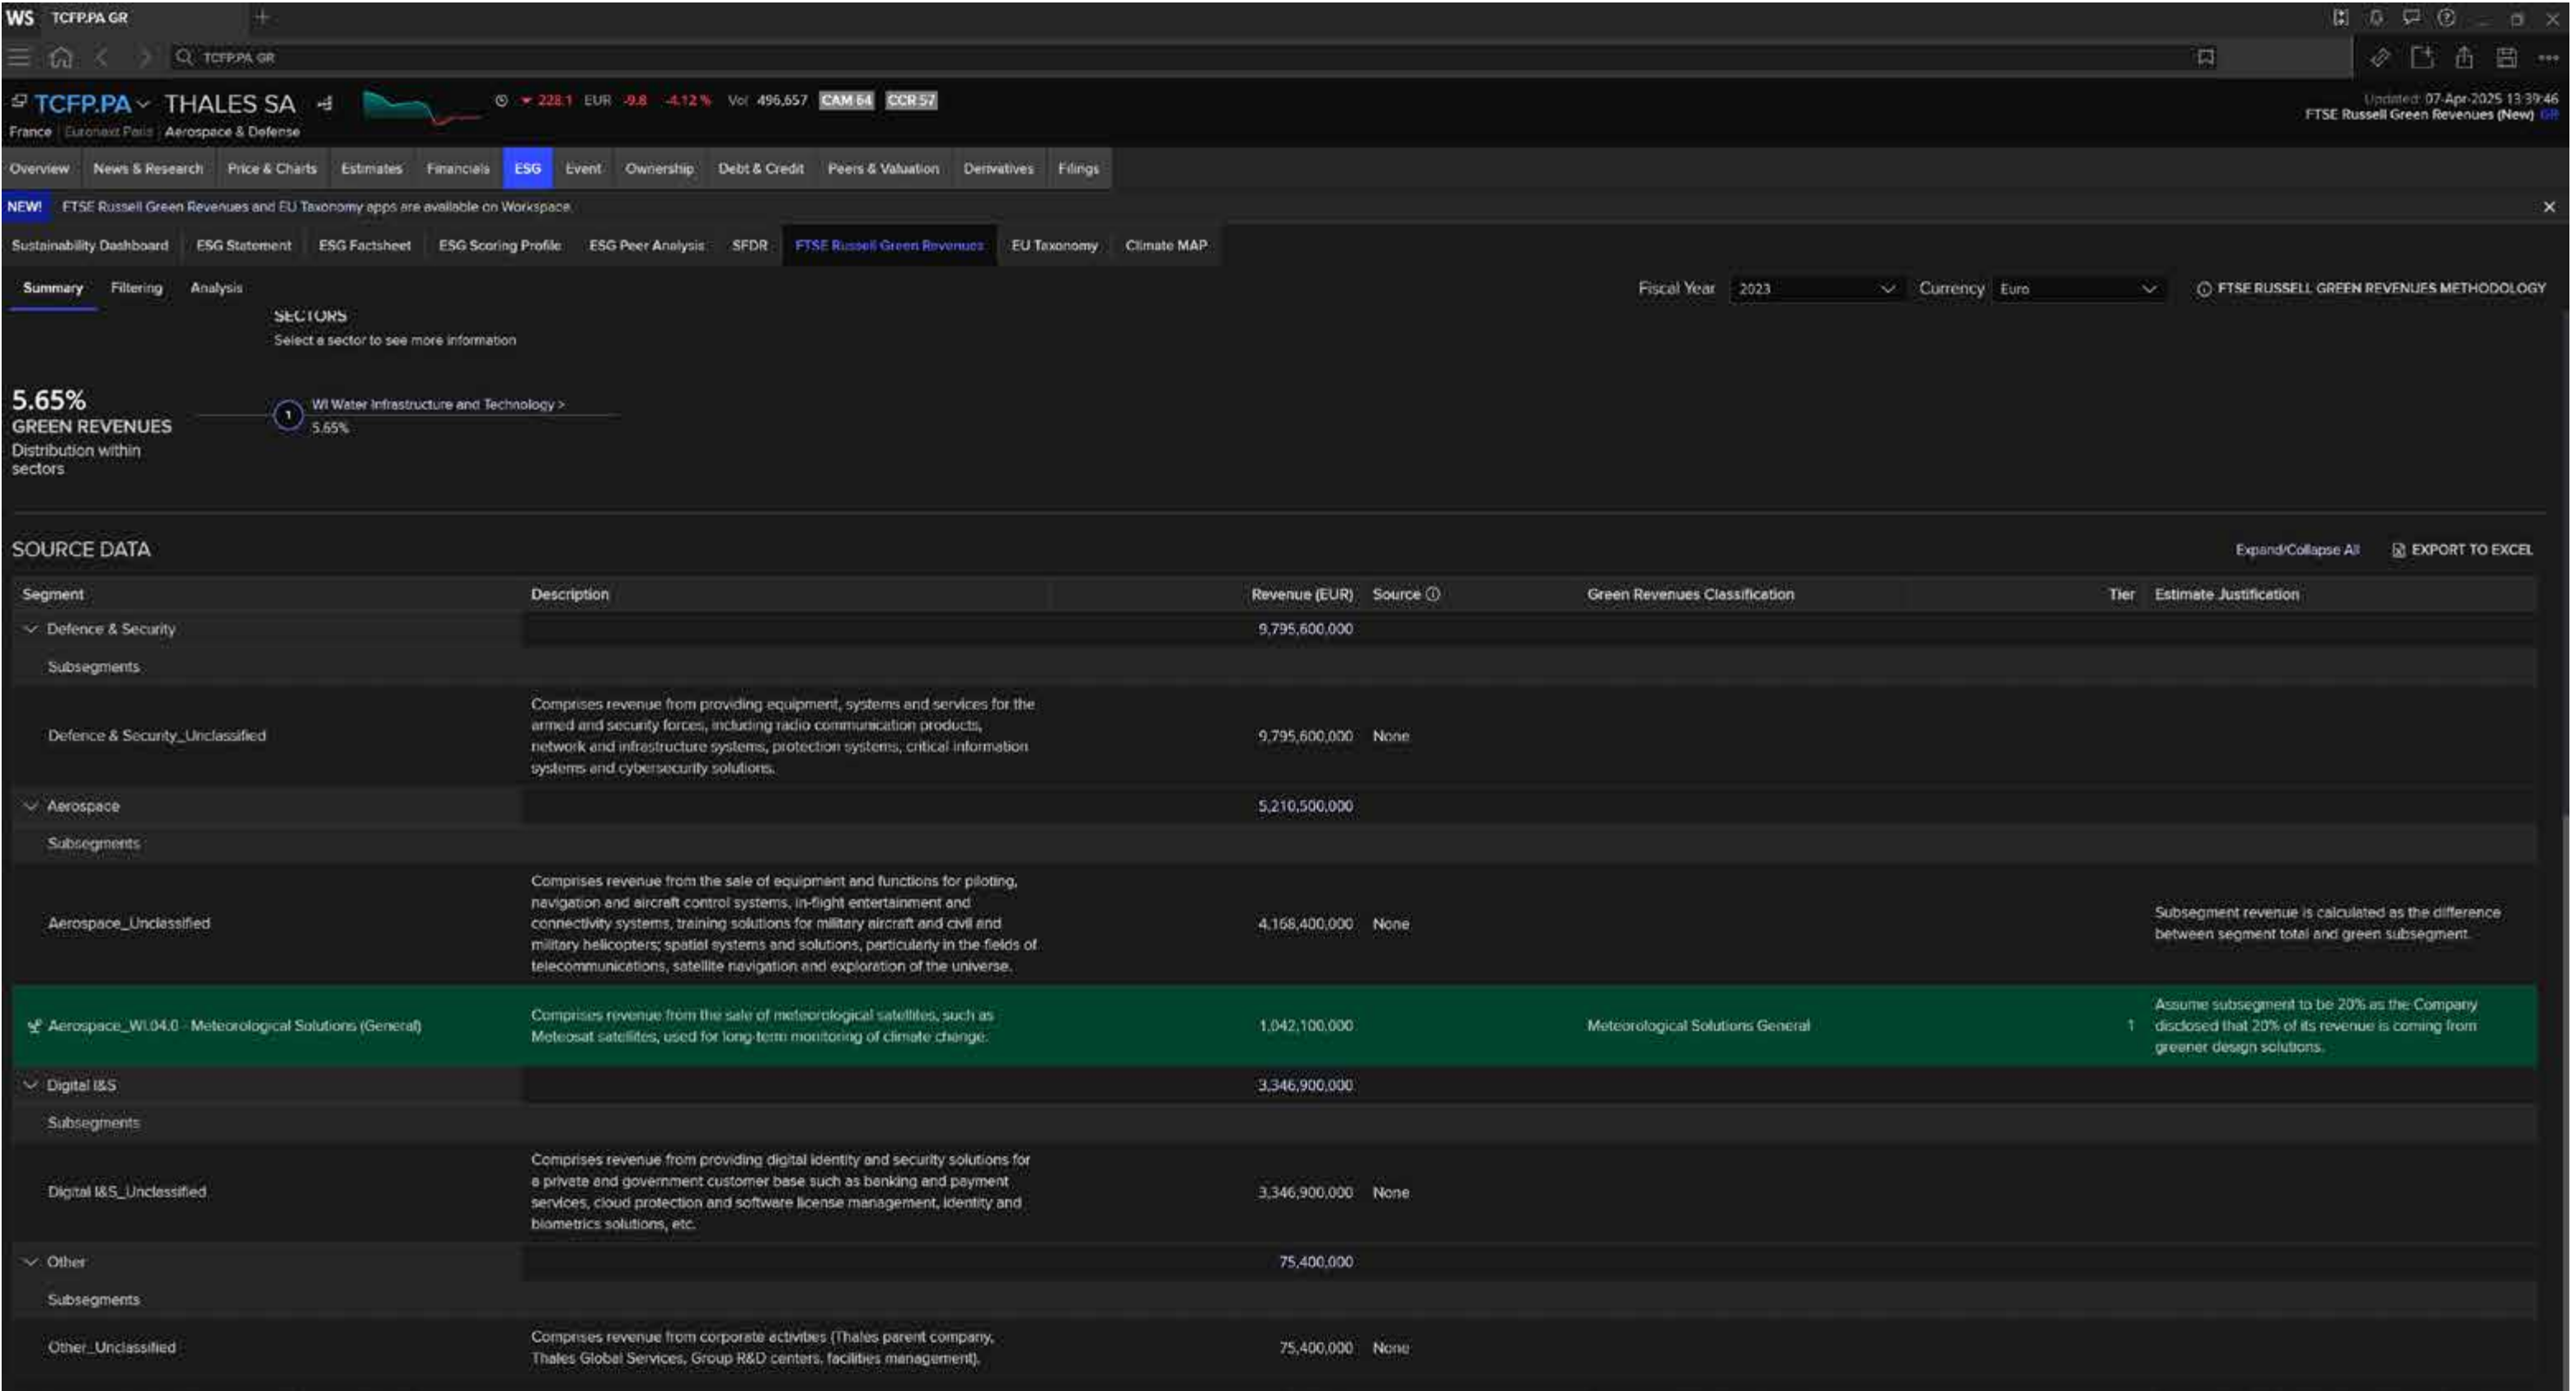 WS TCFP.PA GR
TCFP.PA GR
TCFP.PA THALES SA 228.1 EUR -9.8 -4.12% Vol 496,657 CAM 64 CCR 57
Updated: 07-Apr-2025 13:39:46
France Euronext Paris Aerospace & Defense
FTSE Russell Green Revenues (New) GR
Overview News & Research Price & Charts Estimates Financials ESG Event Ownership Debt & Credit Peers & Valuation Derivatives Filings
NEW! FTSE Russell Green Revenues and EU Taxonomy apps are available on Workspace.
Sustainability Dashboard ESG Statement ESG Factsheet ESG Scoring Profile ESG Peer Analysis SFDR FTSE Russell Green Revenues EU Taxonomy Climate MAP
Summary Filtering Analysis Fiscal Year 2023 Currency Euro FTSE RUSSELL GREEN REVENUES METHODOLOGY
SECTORS
Select a sector to see more information
5.65%
GREEN REVENUES
Distribution within
sectors
1 WI Water Infrastructure and Technology >
5.65%
SOURCE DATA Expand/Collapse All EXPORT TO EXCEL
Segment Description Revenue (EUR) Source Green Revenues Classification Tier Estimate Justification
Defence & Security 9,795,600,000
Subsegments
Defence & Security_Unclassified
Comprises revenue from providing equipment, systems and services for the
armed and security forces, including radio communication products,
network and infrastructure systems, protection systems, critical information
systems and cybersecurity solutions.
9,795,600,000 None
Aerospace 5,210,500,000
Subsegments
Aerospace_Unclassified
Comprises revenue from the sale of equipment and functions for piloting,
navigation and aircraft control systems, in-flight entertainment and
connectivity systems, training solutions for military aircraft and civil and
military helicopters; spatial systems and solutions, particularly in the fields of
telecommunications, satellite navigation and exploration of the universe.
4,168,400,000 None
Subsegment revenue is calculated as the difference
between segment total and green subsegment.
Aerospace_WI.04.0 - Meteorological Solutions (General)
Comprises revenue from the sale of meteorological satellites, such as
Meteosat satellites, used for long-term monitoring of climate change.
1,042,100,000 Meteorological Solutions General 1
Assume subsegment to be 20% as the Company
disclosed that 20% of its revenue is coming from
greener design solutions.
Digital I&S 3,346,900,000
Subsegments
Digital I&S_Unclassified
Comprises revenue from providing digital identity and security solutions for
a private and government customer base such as banking and payment
services, cloud protection and software license management, identity and
biometrics solutions, etc.
3,346,900,000 None
Other 75,400,000
Subsegments
Other_Unclassified
Comprises revenue from corporate activities (Thales parent company,
Thales Global Services, Group R&D centers, facilities management).
75,400,000 None